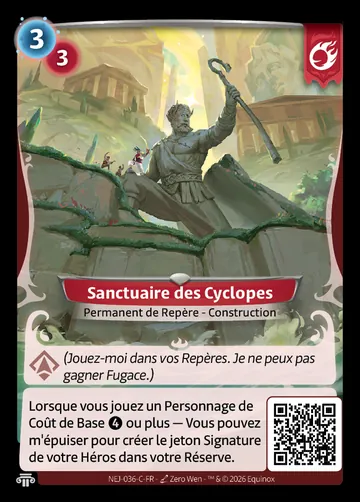 3
3
Sanctuaire des Cyclopes
Permanent de Repère - Construction
(Jouez-moi dans vos Repères. Je ne peux pas
gagner Fugace.)
Lorsque vous jouez un Personnage de
Coût de Base 4 ou plus — Vous pouvez
m'épuiser pour créer le jeton Signature
de votre Héros dans votre Réserve.
NEJ-036-C-FR - Zero Wen - ™ & © 2026 Equinox